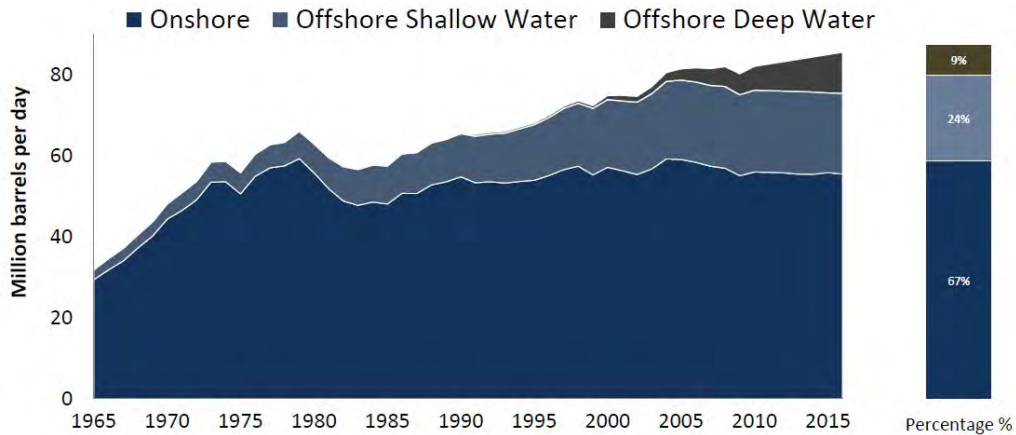 Onshore Offshore Shallow Water Offshore Deep Water
Million barrels per day
80
60
40
20
0
1965 1970 1975 1980 1985 1990 1995 2000 2005 2010 2015
9%
24%
67%
Percentage %